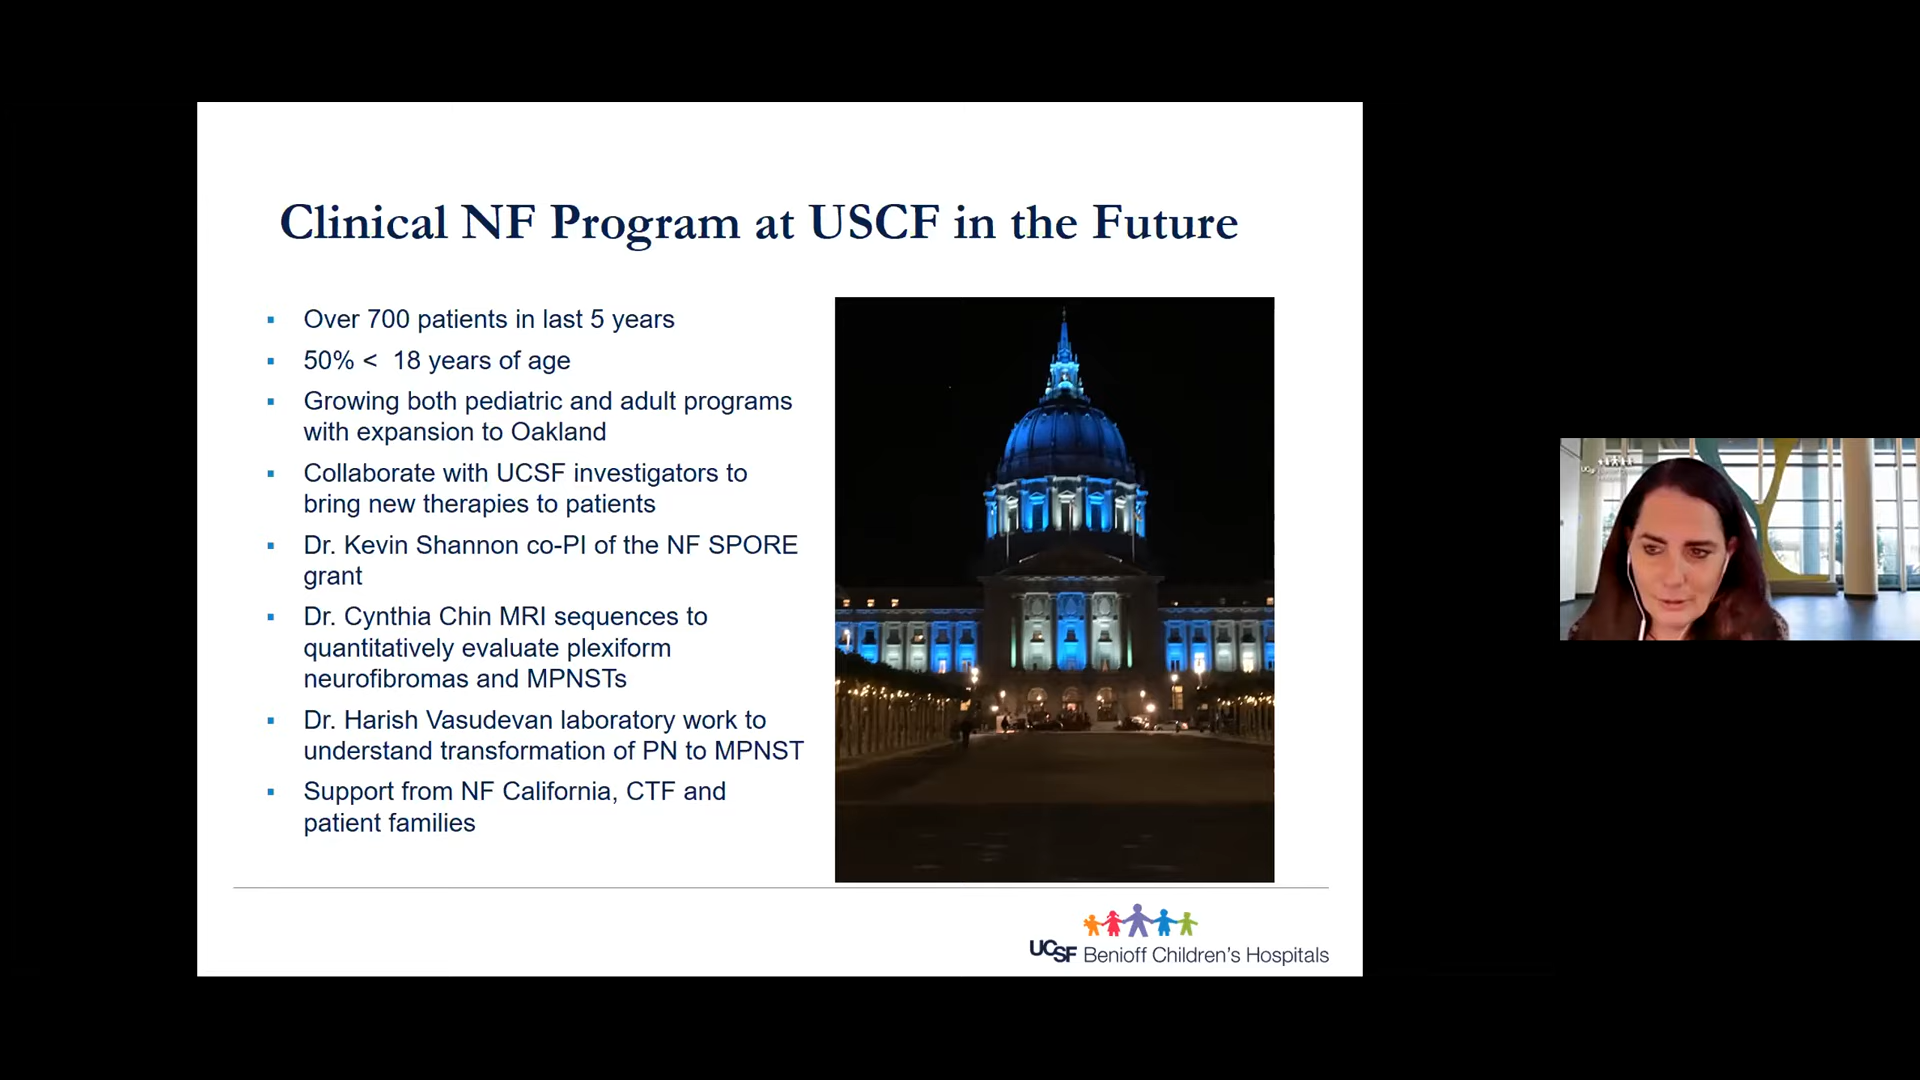 Clinical NF Program at USCF in the Future
▪ Over 700 patients in last 5 years
▪ 50% < 18 years of age
▪ Growing both pediatric and adult programs
with expansion to Oakland
▪ Collaborate with UCSF investigators to
bring new therapies to patients
▪ Dr. Kevin Shannon co-PI of the NF SPORE
grant
▪ Dr. Cynthia Chin MRI sequences to
quantitatively evaluate plexiform
neurofibromas and MPNSTs
▪ Dr. Harish Vasudevan laboratory work to
understand transformation of PN to MPNST
▪ Support from NF California, CTF and
patient families
UCSF Benioff Children's Hospitals